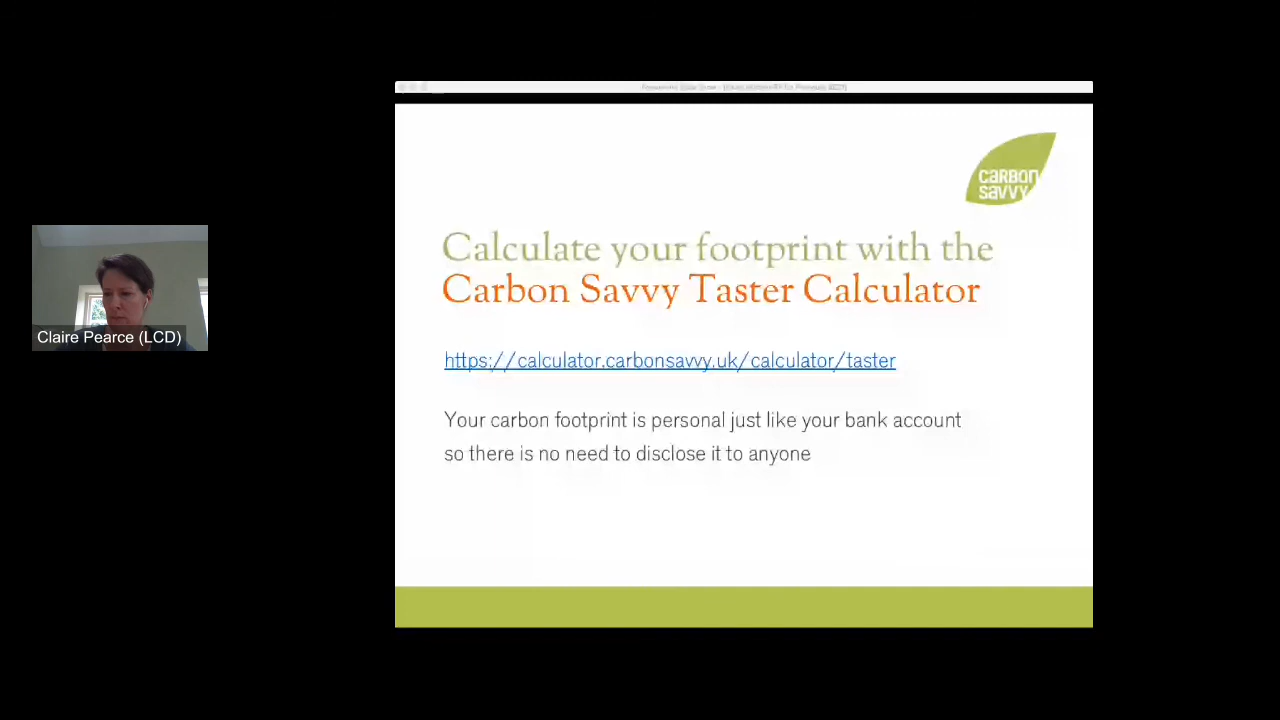 CARBON
SAVVY
Calculate your footprint with the
Carbon Savvy Taster Calculator
https://calculator.carbonsavvy.uk/calculator/taster
Your carbon footprint is personal just like your bank account
so there is no need to disclose it to anyone
Claire Pearce (LCD)